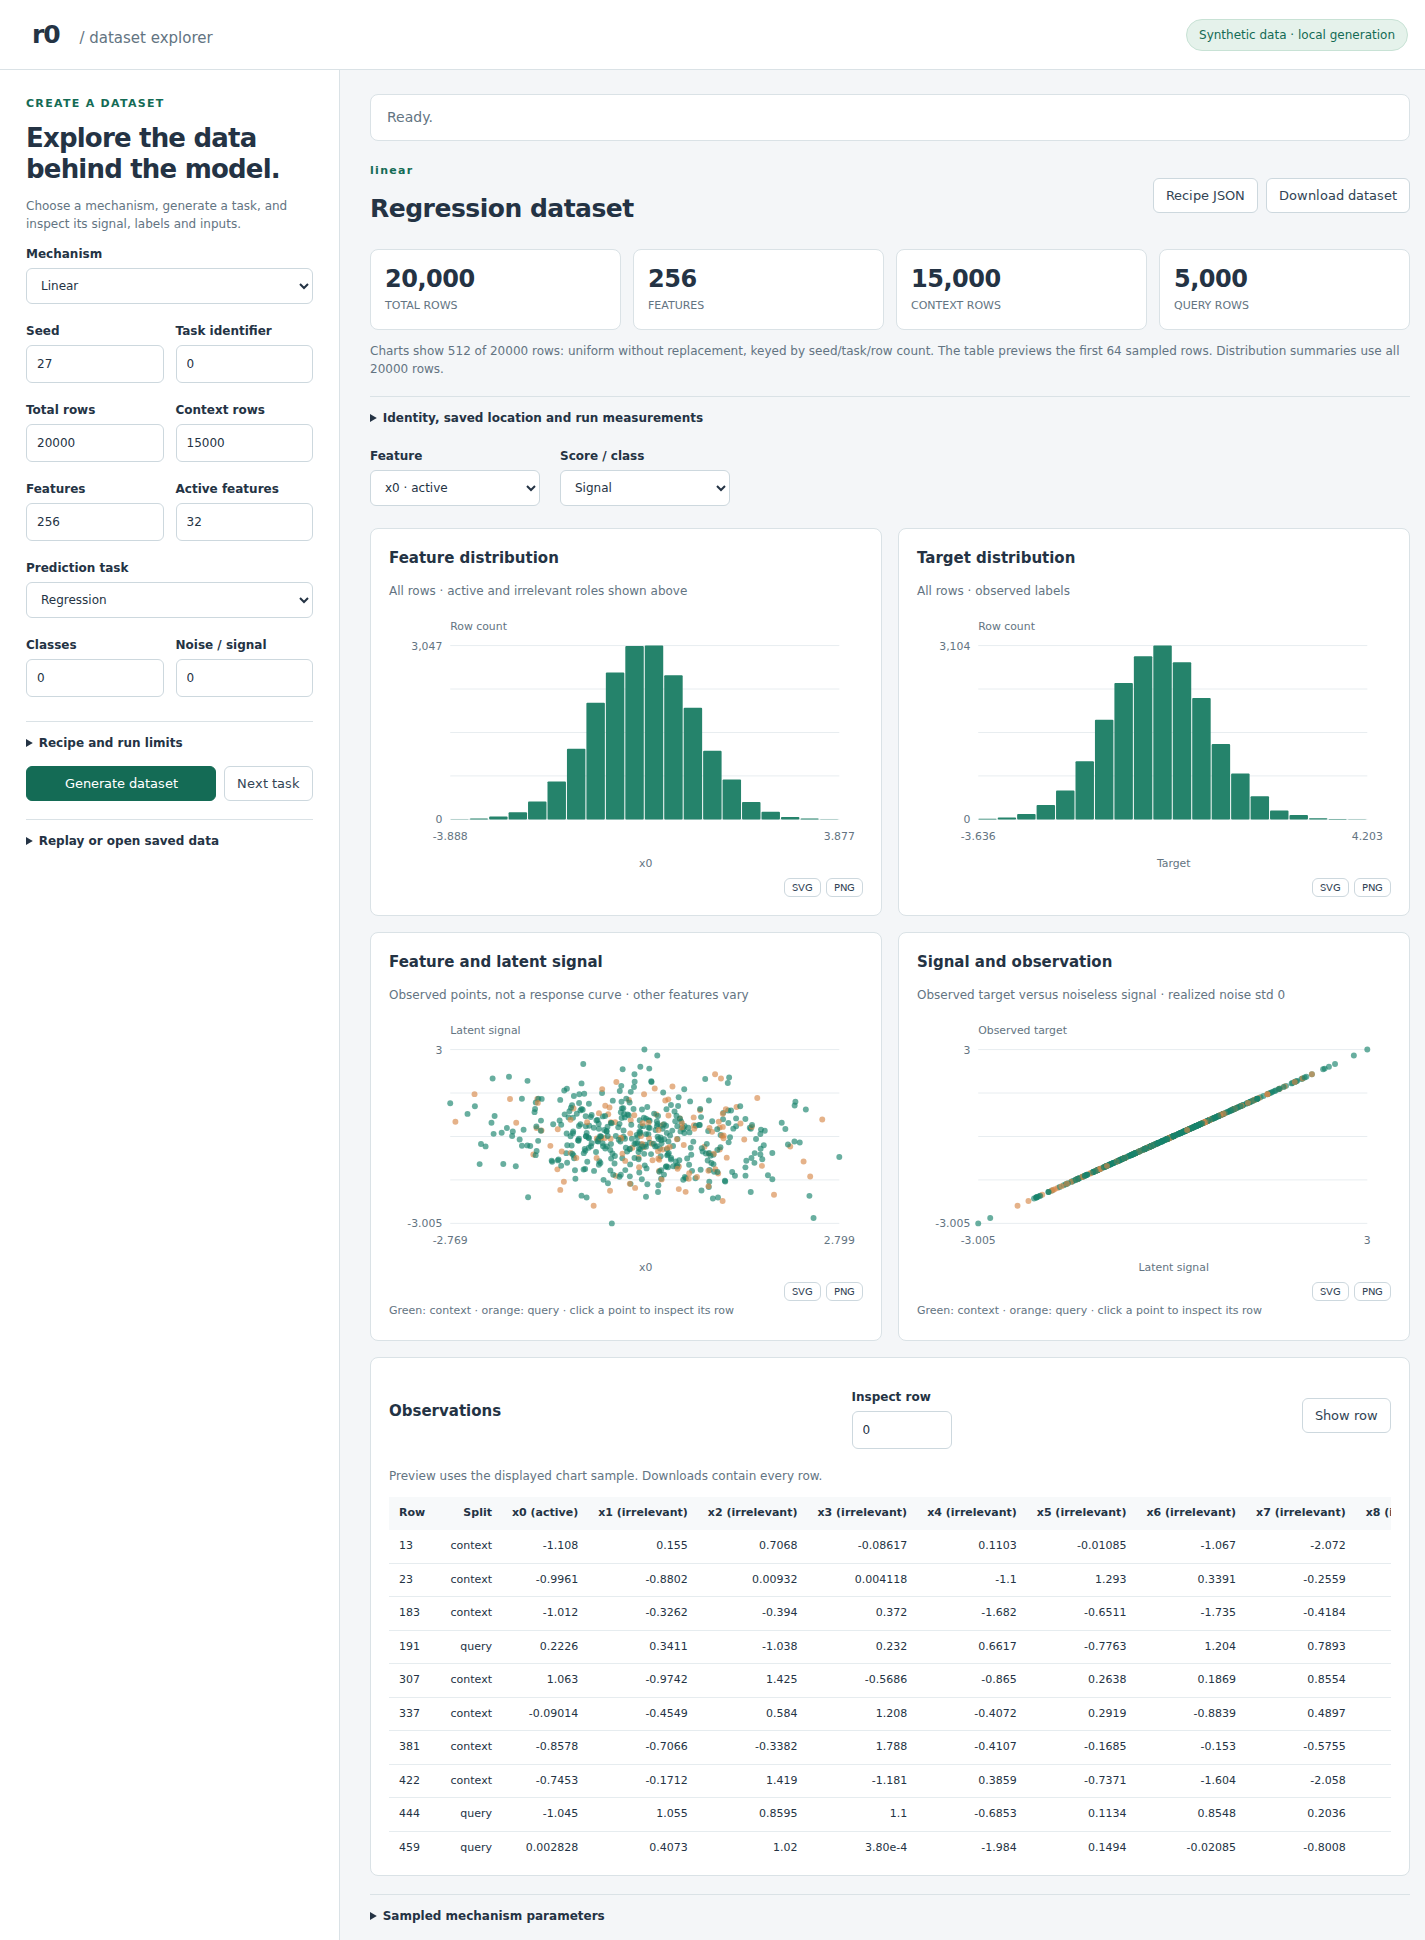 r0 / dataset explorer
Synthetic data · local generation
CREATE A DATASET
Explore the data
behind the model.
Choose a mechanism, generate a task, and
inspect its signal, labels and inputs.
Mechanism
Linear
Seed Task identifier
27 0
Total rows Context rows
20000 15000
Features Active features
256 32
Prediction task
Regression
Classes Noise / signal
0 0
Recipe and run limits
Generate dataset Next task
Replay or open saved data
Ready.
linear
Regression dataset
Recipe JSON Download dataset
20,000 256 15,000 5,000
TOTAL ROWS FEATURES CONTEXT ROWS QUERY ROWS
Charts show 512 of 20000 rows: uniform without replacement, keyed by seed/task/row count. The table previews the first 64 sampled rows. Distribution summaries use all
20000 rows.
Identity, saved location and run measurements
Feature Score / class
x0 · active Signal
Feature distribution
All rows · active and irrelevant roles shown above
Row count
3,047
0
-3.888 3.877
x0
SVG PNG
Target distribution
All rows · observed labels
Row count
3,104
0
-3.636 4.203
Target
SVG PNG
Feature and latent signal
Observed points, not a response curve · other features vary
Latent signal
3
-3.005
-2.769 2.799
x0
SVG PNG
Green: context · orange: query · click a point to inspect its row
Signal and observation
Observed target versus noiseless signal · realized noise std 0
Observed target
3
-3.005
-3.005 3
Latent signal
SVG PNG
Green: context · orange: query · click a point to inspect its row
Observations
Inspect row
0
Show row
Preview uses the displayed chart sample. Downloads contain every row.
Row Split x0 (active) x1 (irrelevant) x2 (irrelevant) x3 (irrelevant) x4 (irrelevant) x5 (irrelevant) x6 (irrelevant) x7 (irrelevant) x8 (i
13 context -1.108 0.155 0.7068 -0.08617 0.1103 -0.01085 -1.067 -2.072
23 context -0.9961 -0.8802 0.00932 0.004118 -1.1 1.293 0.3391 -0.2559
183 context -1.012 -0.3262 -0.394 0.372 -1.682 -0.6511 -1.735 -0.4184
191 query 0.2226 0.3411 -1.038 0.232 0.6617 -0.7763 1.204 0.7893
307 context 1.063 -0.9742 1.425 -0.5686 -0.865 0.2638 0.1869 0.8554
337 context -0.09014 -0.4549 0.584 1.208 -0.4072 0.2919 -0.8839 0.4897
381 context -0.8578 -0.7066 -0.3382 1.788 -0.4107 -0.1685 -0.153 -0.5755
422 context -0.7453 -0.1712 1.419 -1.181 0.3859 -0.7371 -1.604 -2.058
444 query -1.045 1.055 0.8595 1.1 -0.6853 0.1134 0.8548 0.2036
459 query 0.002828 0.4073 1.02 3.80e-4 -1.984 0.1494 -0.02085 -0.8008
Sampled mechanism parameters